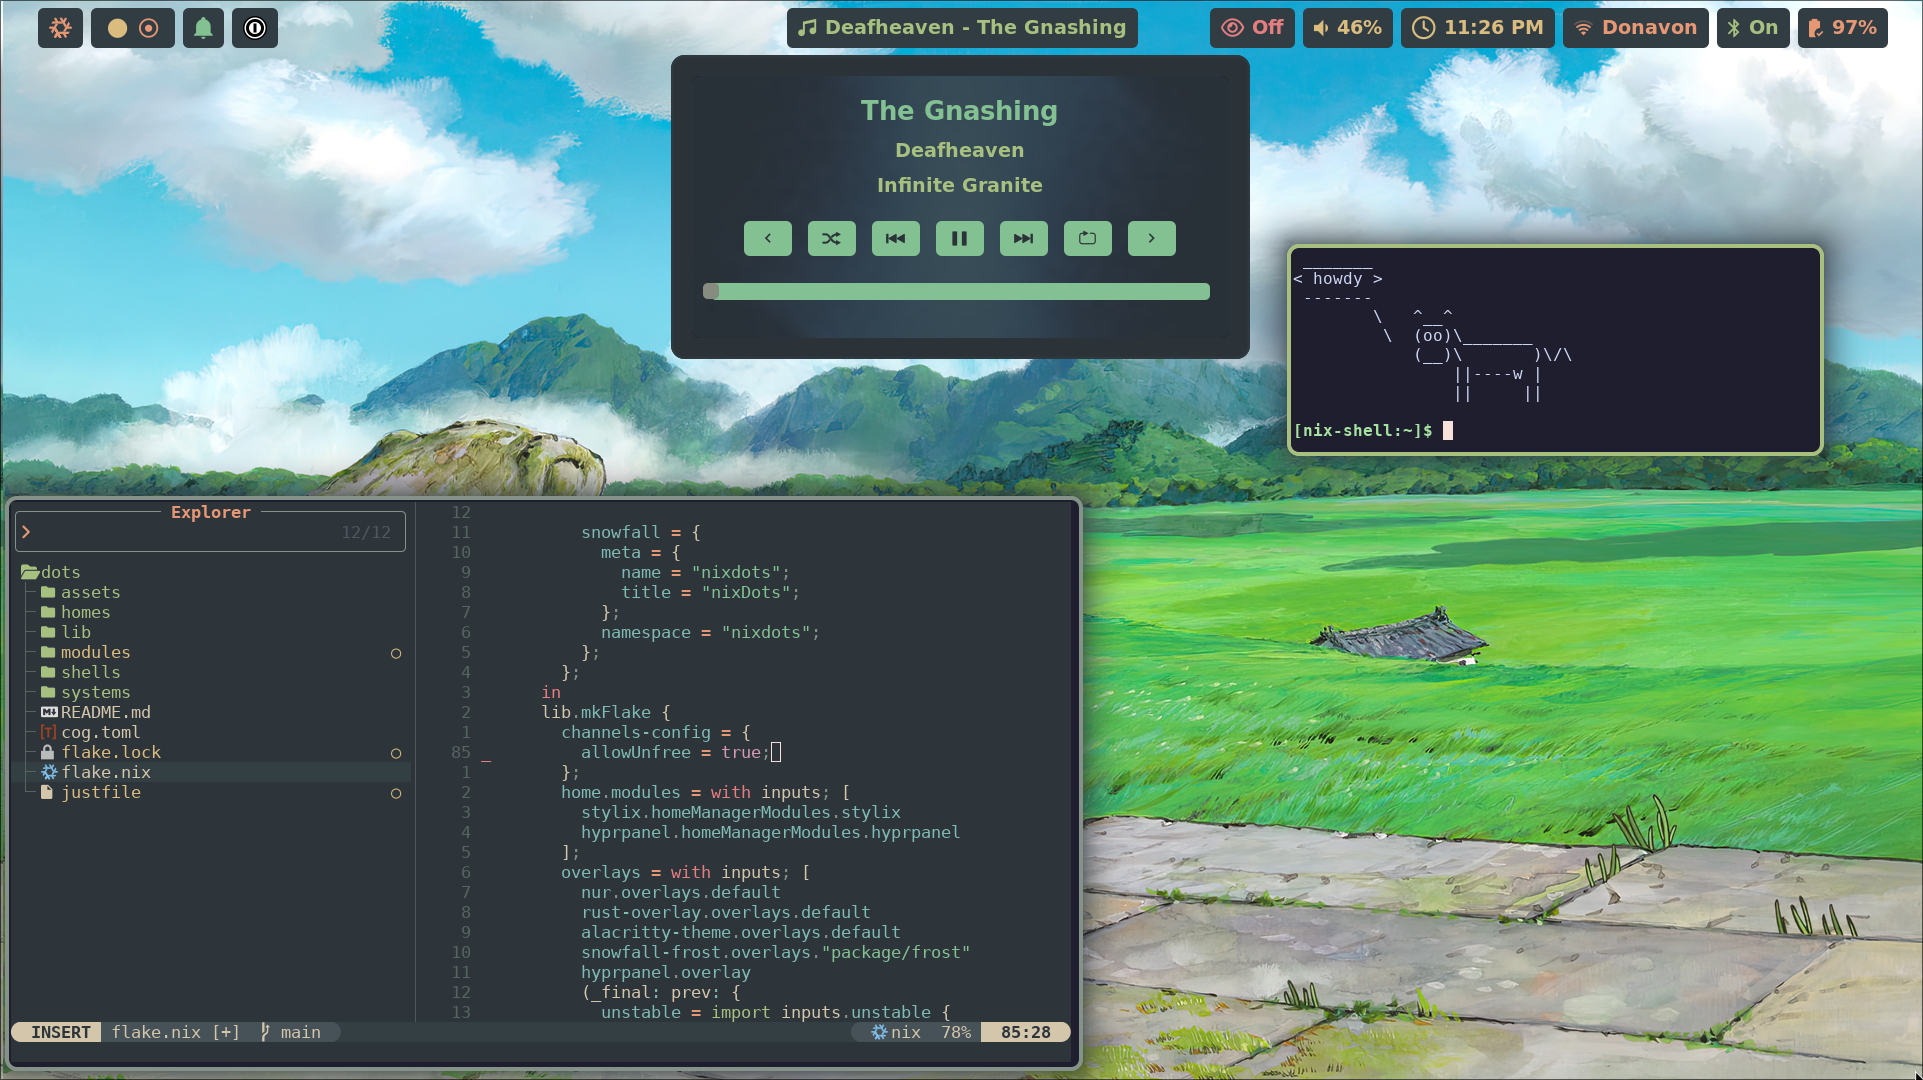 Deafheaven - The Gnashing
Off
46%
11:26 PM
Donavon
On
97%
The Gnashing
Deafheaven
Infinite Granite
_______
< howdy >
 -------
        \   ^__^
         \  (oo)\_______
            (__)\       )\/\
                ||----w |
                ||     ||
[nix-shell:~]$
Explorer
12/12
dots
assets
homes
lib
modules
shells
systems
README.md
cog.toml
flake.lock
flake.nix
justfile
12
11 snowfall = {
10 meta = {
9 name = "nixdots";
8 title = "nixDots";
7 };
6 namespace = "nixdots";
5 };
4 };
3 in
2 lib.mkFlake {
1 channels-config = {
85 _ allowUnfree = true;
1 };
2 home.modules = with inputs; [
3 stylix.homeManagerModules.stylix
4 hyprpanel.homeManagerModules.hyprpanel
5 ];
6 overlays = with inputs; [
7 nur.overlays.default
8 rust-overlay.overlays.default
9 alacritty-theme.overlays.default
10 snowfall-frost.overlays."package/frost"
11 hyprpanel.overlay
12 (_final: prev: {
13 unstable = import inputs.unstable {
INSERT flake.nix [+] main nix 78% 85:28